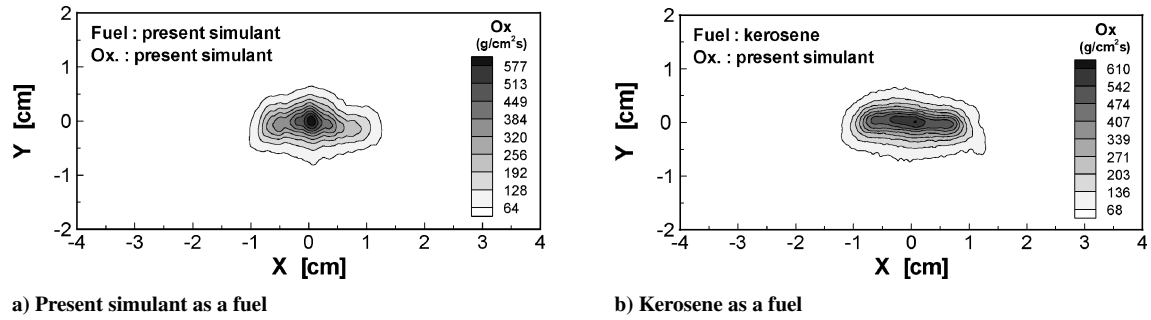 Fuel : present simulant
Ox. : present simulant
Ox
(g/cm²s)
577
513
449
384
320
256
192
128
64
2
1
0
-1
-2
Y [cm]
-4 -3 -2 -1 0 1 2 3 4
X [cm]
a) Present simulant as a fuel
Fuel : kerosene
Ox. : present simulant
Ox
(g/cm²s)
610
542
474
407
339
271
203
136
68
2
1
0
-1
-2
Y [cm]
-4 -3 -2 -1 0 1 2 3 4
X [cm]
b) Kerosene as a fuel